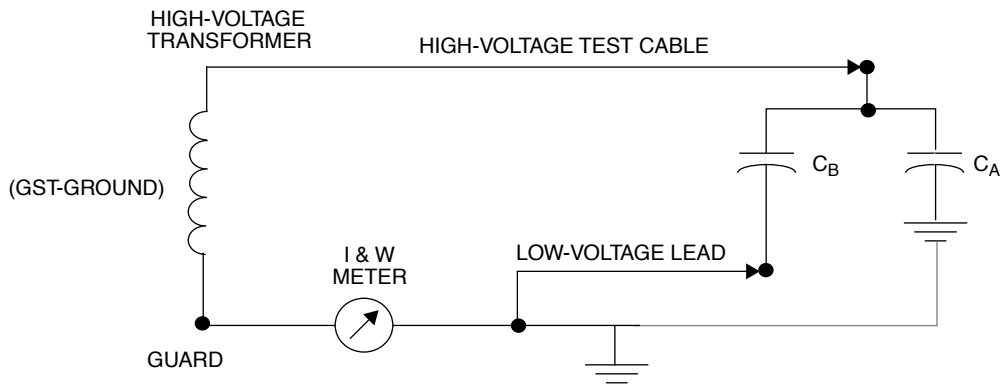 HIGH-VOLTAGE
TRANSFORMER
HIGH-VOLTAGE TEST CABLE
(GST-GROUND)
C_B
C_A
I & W
METER
LOW-VOLTAGE LEAD
GUARD